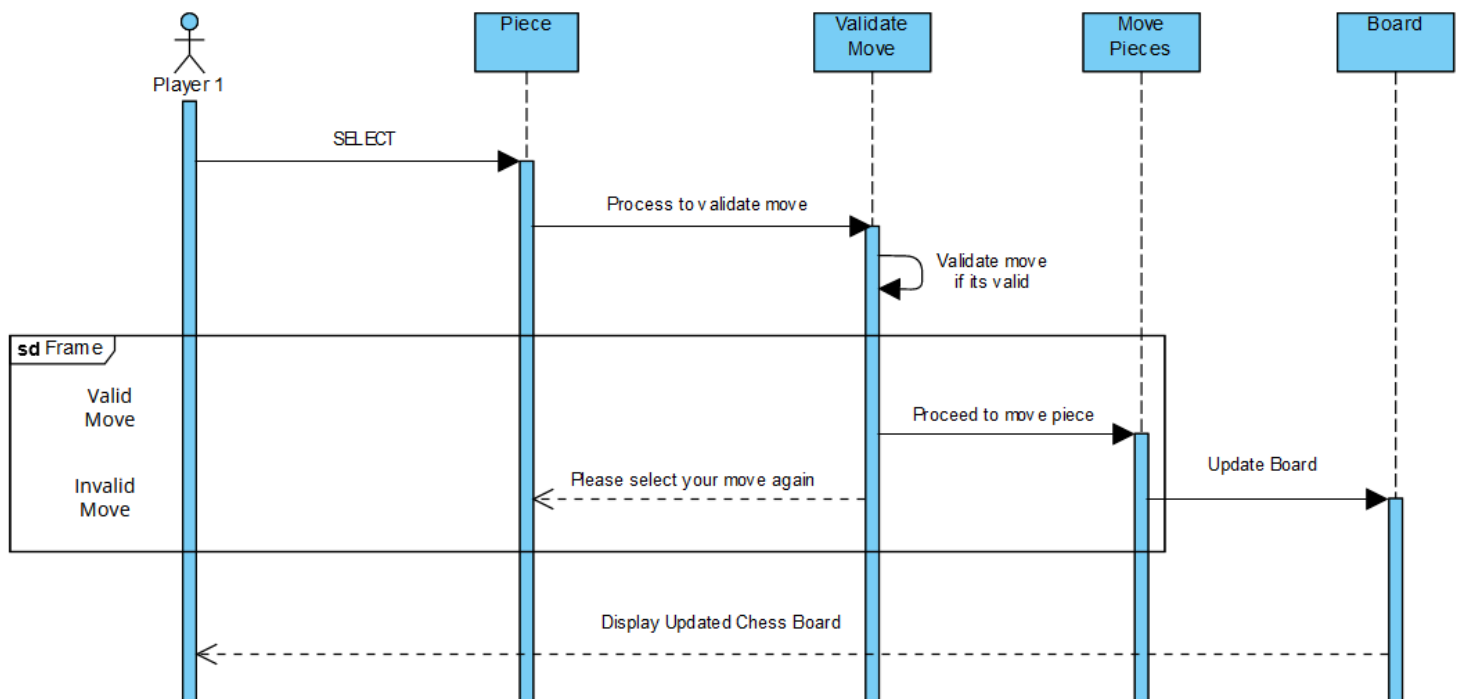 Piece
Validate
Move
Move
Pieces
Board
Player 1
SELECT
Process to validate move
Validate move
if its valid
sd Frame
Valid
Move
Proceed to move piece
Update Board
Please select your move again
Invalid
Move
Display Updated Chess Board